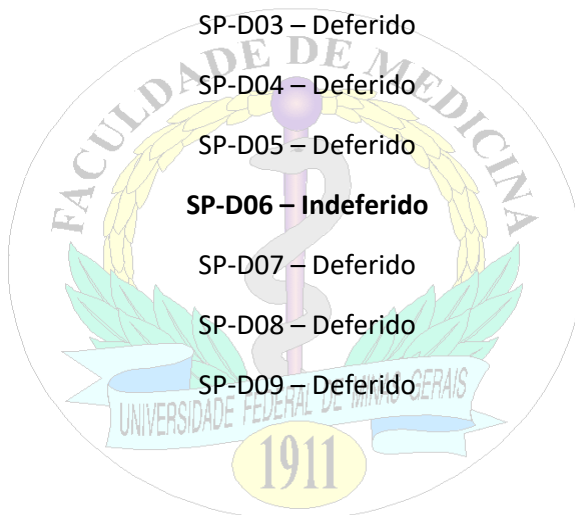 SP-D03 – Deferido
SP-D04 – Deferido
SP-D05 – Deferido
SP-D06 – Indeferido
SP-D07 – Deferido
SP-D08 – Deferido
SP-D09 – Deferido
FACULDADE DE MEDICINA
UNIVERSIDADE FEDERAL DE MINAS GERAIS
1911